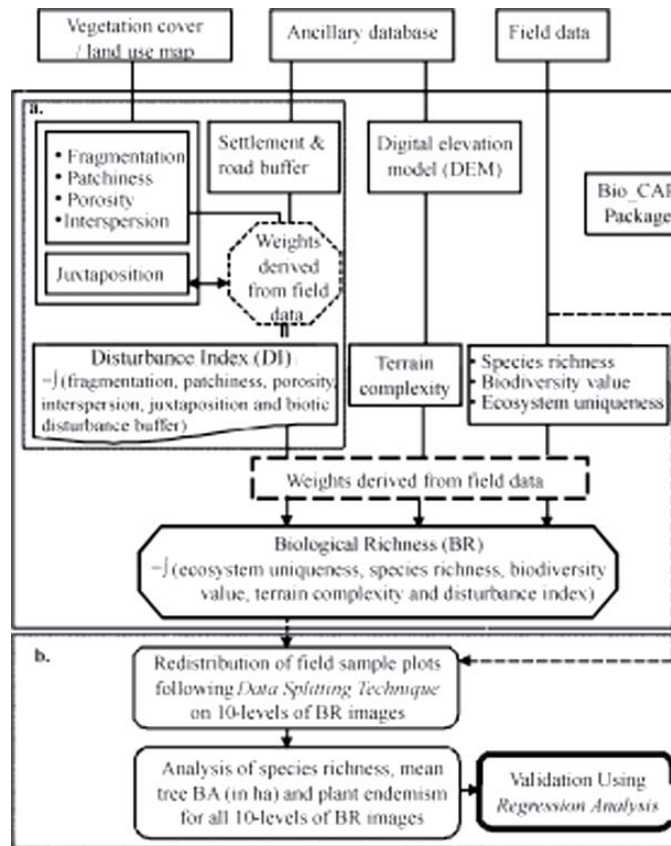 Vegetation cover
/ land use map
Ancillary database
Field data
a.
• Fragmentation
• Patchiness
• Porosity
• Interspersion
Juxtaposition
Settlement &
road buffer
Digital elevation
model (DEM)
Bio_CAP
Package
Weights
derived
from field
data
Disturbance Index (DI)
=∫(fragmentation, patchiness, porosity,
interspersion, juxtaposition and biotic
disturbance buffer)
Terrain
complexity
• Species richness
• Biodiversity value
• Ecosystem uniqueness
Weights derived from field data
Biological Richness (BR)
=∫(ecosystem uniqueness, species richness, biodiversity
value, terrain complexity and disturbance index)
b.
Redistribution of field sample plots
following Data Splitting Technique
on 10-levels of BR images
Analysis of species richness, mean
tree BA (in ha) and plant endemism
for all 10-levels of BR images
Validation Using
Regression Analysis